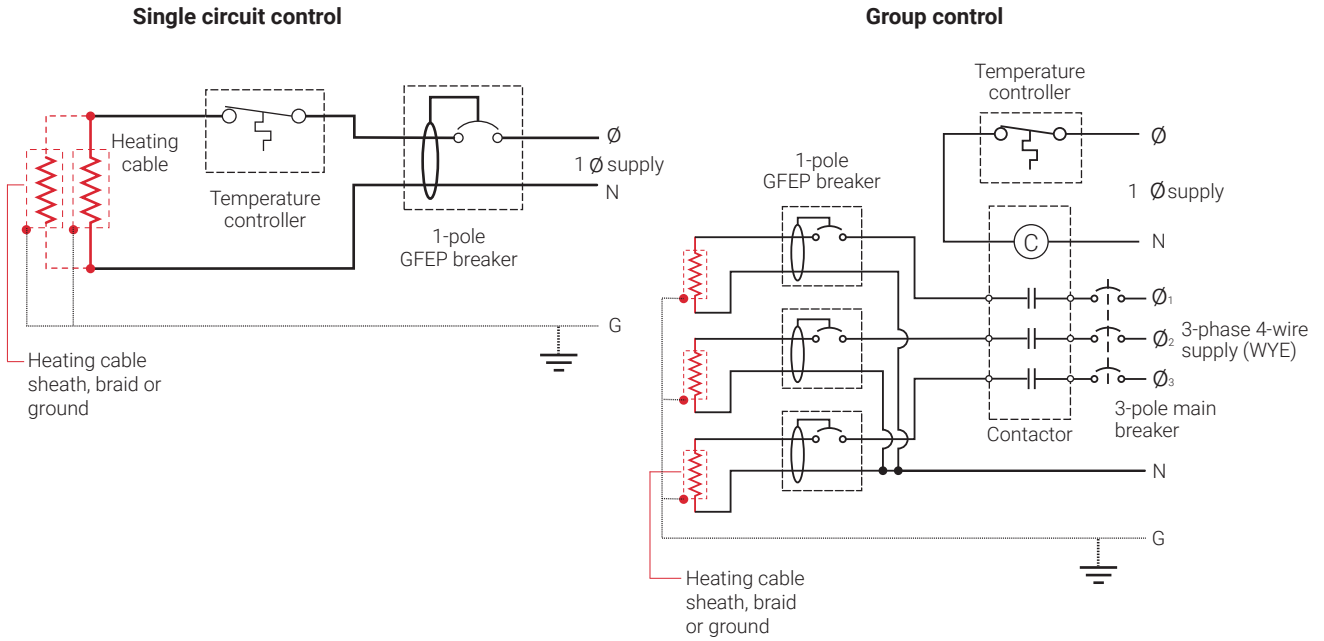 Single circuit control
Heating
cable
Temperature
controller
1-pole
GFEP breaker
Ø
1 Ø supply
N
G
Heating cable
sheath, braid or
ground
Group control
Temperature
controller
Ø
1 Ø supply
N
1-pole
GFEP breaker
C
Ø1
Ø2
Ø3
3-phase 4-wire
supply (WYE)
3-pole main
breaker
Contactor
N
G
Heating cable
sheath, braid
or ground